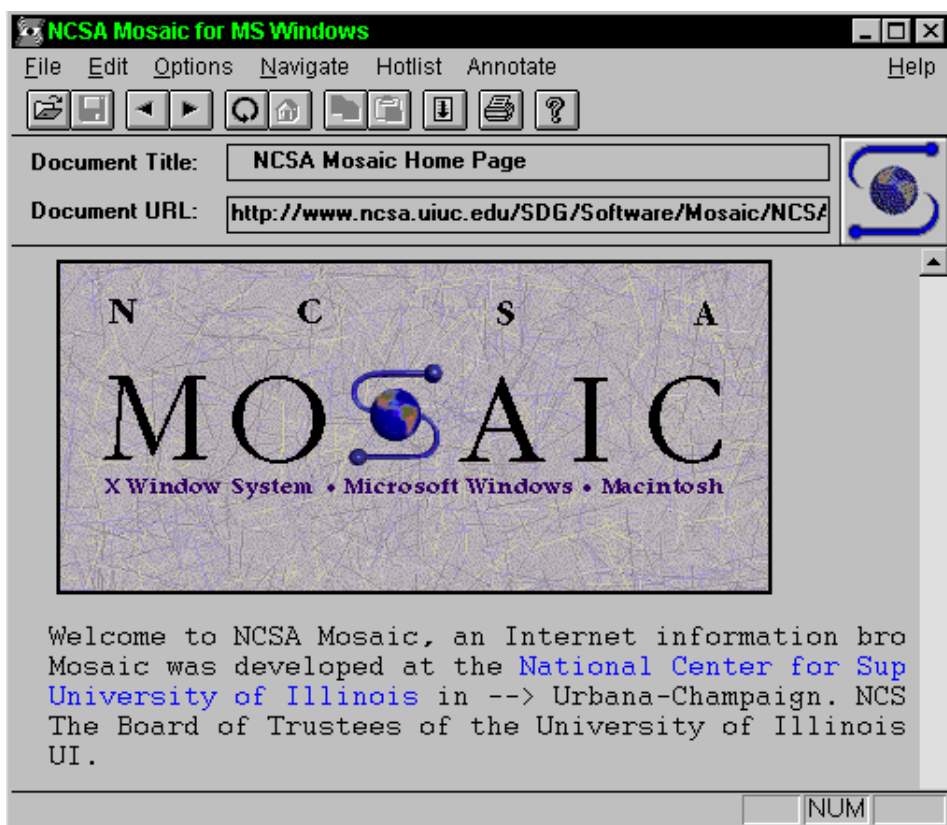 NCSA Mosaic for MS Windows
File Edit Options Navigate Hotlist Annotate Help
Document Title: NCSA Mosaic Home Page
Document URL: http://www.ncsa.uiuc.edu/SDG/Software/Mosaic/NCSA
N C S A
MOSAIC
X Window System • Microsoft Windows • Macintosh
Welcome to NCSA Mosaic, an Internet information bro
Mosaic was developed at the National Center for Sup
University of Illinois in --> Urbana-Champaign. NCS
The Board of Trustees of the University of Illinois
UI.
NUM